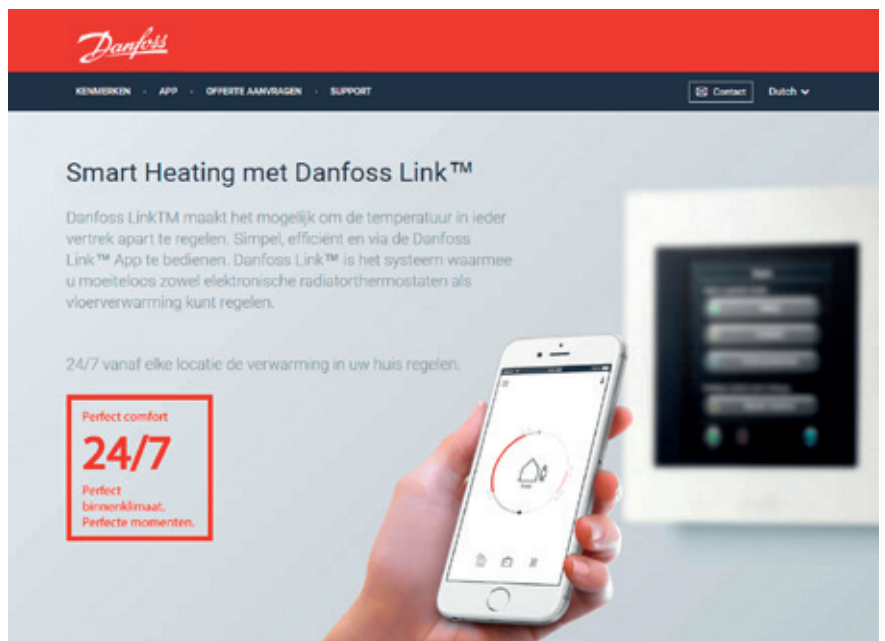 Danfoss
KENMERKEN · APP · OFFERTE AANVRAGEN · SUPPORT
Contact
Dutch
Smart Heating met Danfoss Link™
Danfoss LinkTM maakt het mogelijk om de temperatuur in ieder
vertrek apart te regelen. Simpel, efficiënt en via de Danfoss
Link™ App te bedienen. Danfoss Link™ is het systeem waarmee
u moeiteloos zowel elektronische radiatorthermostaten als
vloerverwarming kunt regelen.
24/7 vanaf elke locatie de verwarming in uw huis regelen.
Perfect comfort
24/7
Perfect
binnenklimaat.
Perfecte momenten.